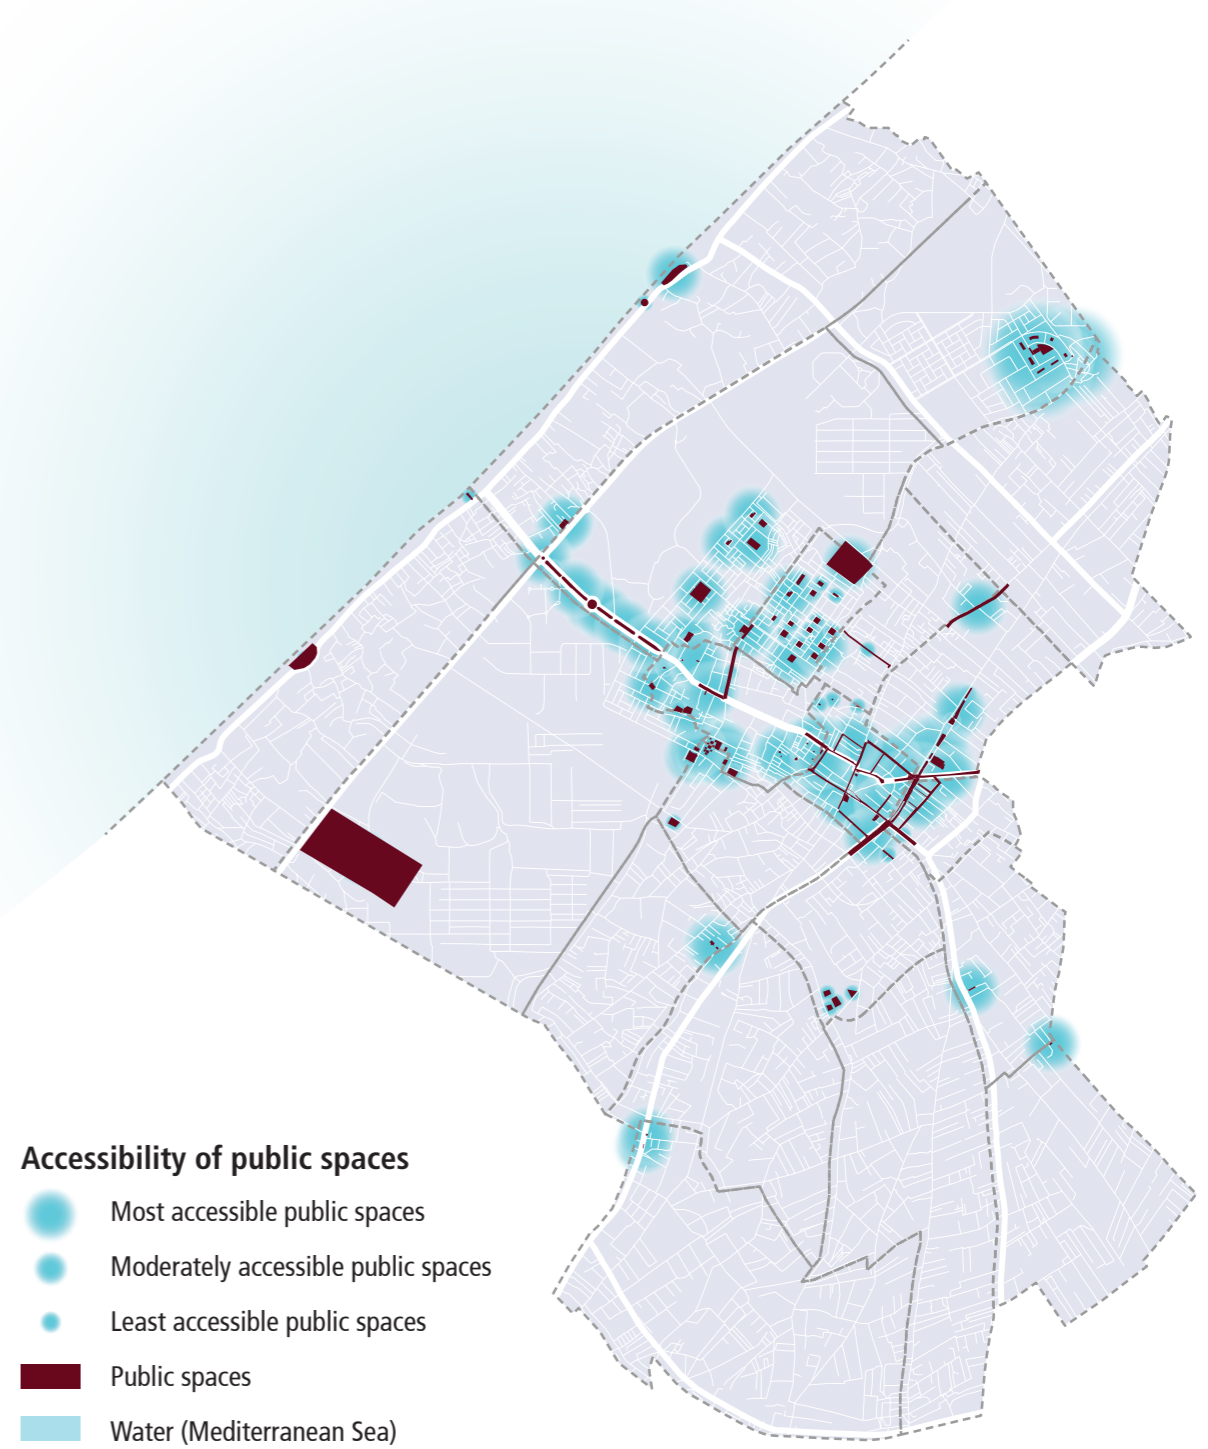 Accessibility of public spaces
Most accessible public spaces
Moderately accessible public spaces
Least accessible public spaces
Public spaces
Water (Mediterranean Sea)